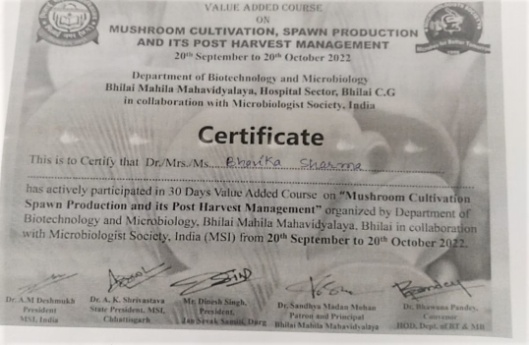 VALUE ADDED COURSE
ON
MUSHROOM CULTIVATION, SPAWN PRODUCTION
AND ITS POST HARVEST MANAGEMENT
20th September to 20th October 2022
Department of Biotechnology and Microbiology
Bhilai Mahila Mahavidyalaya, Hospital Sector, Bhilai C.G
in collaboration with Microbiologist Society, India
Certificate
This is to Certify that Dr./Mrs./Ms. Bhavika Sharma
has actively participated in 30 Days Value Added Course on "Mushroom Cultivation
Spawn Production and its Post Harvest Management" organized by Department of
Biotechnology and Microbiology, Bhilai Mahila Mahavidyalaya, Bhilai in collaboration
with Microbiologist Society, India (MSI) from 20th September to 20th October 2022.
Dr. A.M Deshmukh
President
MSI, India
Dr. A. K. Shrivastava
State President, MSI,
Chhattisgarh
Mr. Dinesh Singh,
President,
Jan Sevak Samiti, Durg
Dr. Sandhya Madan Mohan
Patron and Principal
Bhilai Mahila Mahavidyalaya
Dr. Bhawana Pandey,
Convenor
HOD, Dept. of BT & MB